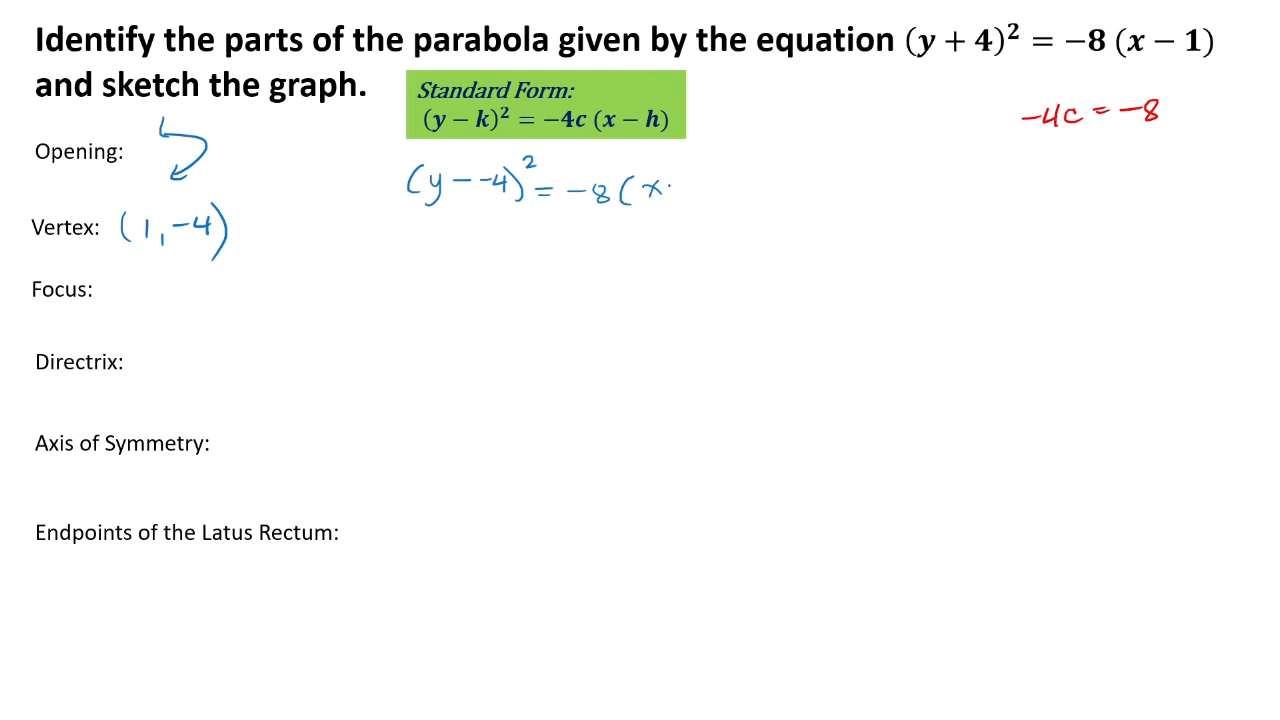 Identify the parts of the parabola given by the equation (y + 4)² = −8 (x − 1)
and sketch the graph.
Standard Form:
(y − k)² = −4c (x − h)
-4c = -8
Opening:
(y - -4)² = -8 (x-
Vertex: (1, -4)
Focus:
Directrix:
Axis of Symmetry:
Endpoints of the Latus Rectum: